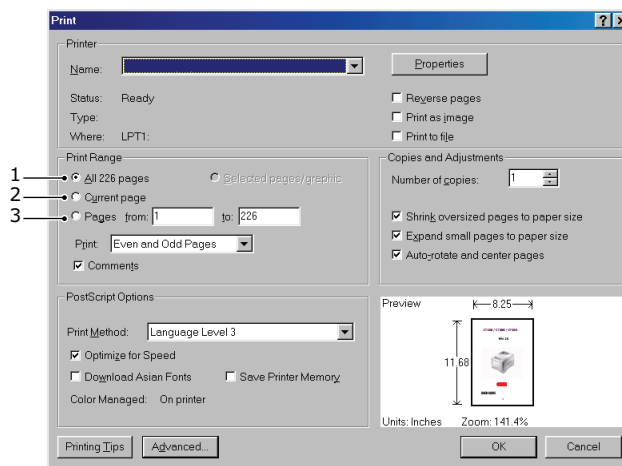 Print
Printer
Name:
Properties
Status: Ready
Reverse pages
Type:
Print as image
Where: LPT1:
Print to file
Print Range
Copies and Adjustments
1 All 226 pages Selected pages/graphic
Number of copies: 1
2 Current page
3 Pages from: 1 to: 226
Shrink oversized pages to paper size
Print: Even and Odd Pages
Expand small pages to paper size
Comments
Auto-rotate and center pages
PostScript Options
Preview
8.25
Print Method: Language Level 3
Optimize for Speed
11.68
Download Asian Fonts Save Printer Memory
Color Managed: On printer
Units: Inches Zoom: 141.4%
Printing Tips Advanced... OK Cancel